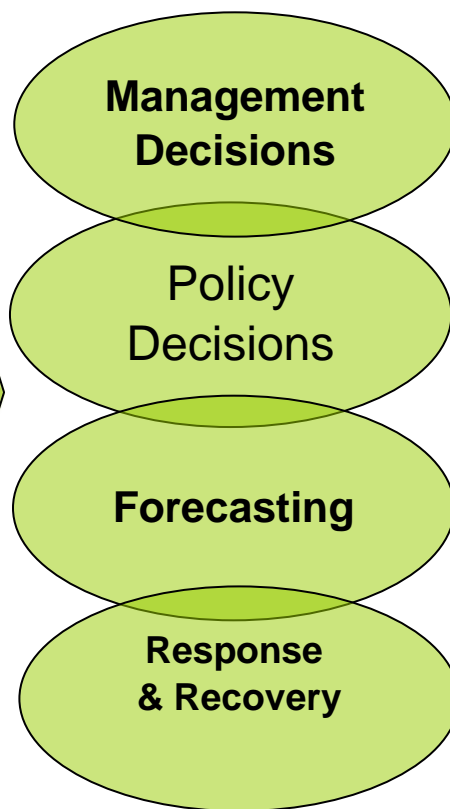 Management
Decisions
Policy
Decisions
Forecasting
Response
& Recovery